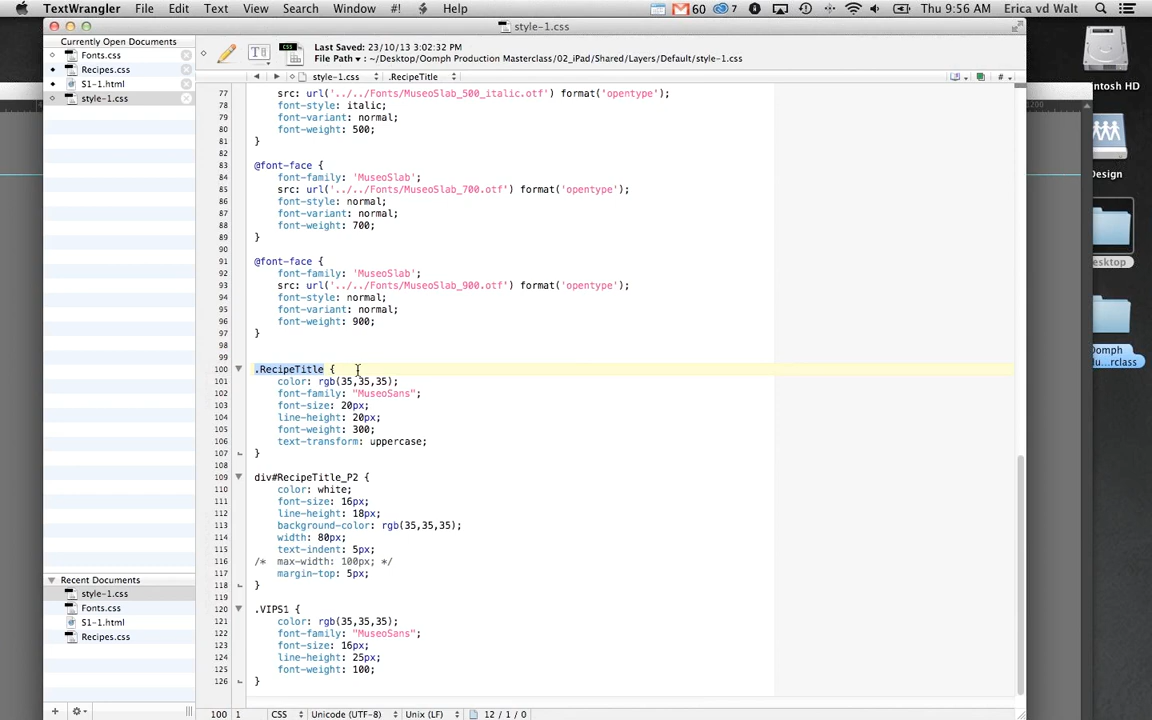 TextWrangler File Edit Text View Search Go Window #! Help 60 7 Thu 9:56 AM Erica vd Walt
style-1.css
Currently Open Documents
Fonts.css
Recipes.css
S1-1.html
style-1.css
Last Saved: 23/10/13 3:02:32 PM
File Path ▾ : ~/Desktop/Oomph Production Masterclass/02_iPad/Shared/Layers/Default/style-1.css
style-1.css .RecipeTitle
77 src: url('../../Fonts/MuseoSlab_500_italic.otf') format('opentype');
78 font-style: italic;
79 font-variant: normal;
80 font-weight: 500;
81 }
82
83 @font-face {
84 font-family: 'MuseoSlab';
85 src: url('../../Fonts/MuseoSlab_700.otf') format('opentype');
86 font-style: normal;
87 font-variant: normal;
88 font-weight: 700;
89 }
90
91 @font-face {
92 font-family: 'MuseoSlab';
93 src: url('../../Fonts/MuseoSlab_900.otf') format('opentype');
94 font-style: normal;
95 font-variant: normal;
96 font-weight: 900;
97 }
98
99
100 .RecipeTitle {
101 color: rgb(35,35,35);
102 font-family: "MuseoSans";
103 font-size: 20px;
104 line-height: 20px;
105 font-weight: 300;
106 text-transform: uppercase;
107 }
108
109 div#RecipeTitle_P2 {
110 color: white;
111 font-size: 16px;
112 line-height: 18px;
113 background-color: rgb(35,35,35);
114 width: 80px;
115 text-indent: 5px;
116 /* max-width: 100px; */
117 margin-top: 5px;
118 }
119
120 .VIPS1 {
121 color: rgb(35,35,35);
122 font-family: "MuseoSans";
123 font-size: 16px;
124 line-height: 25px;
125 font-weight: 100;
126 }
Recent Documents
style-1.css
Fonts.css
S1-1.html
Recipes.css
100 1 CSS Unicode (UTF-8) Unix (LF) 12 / 1 / 0
1200
ntosh HD
Design
esktop
Oomph
u...rclass